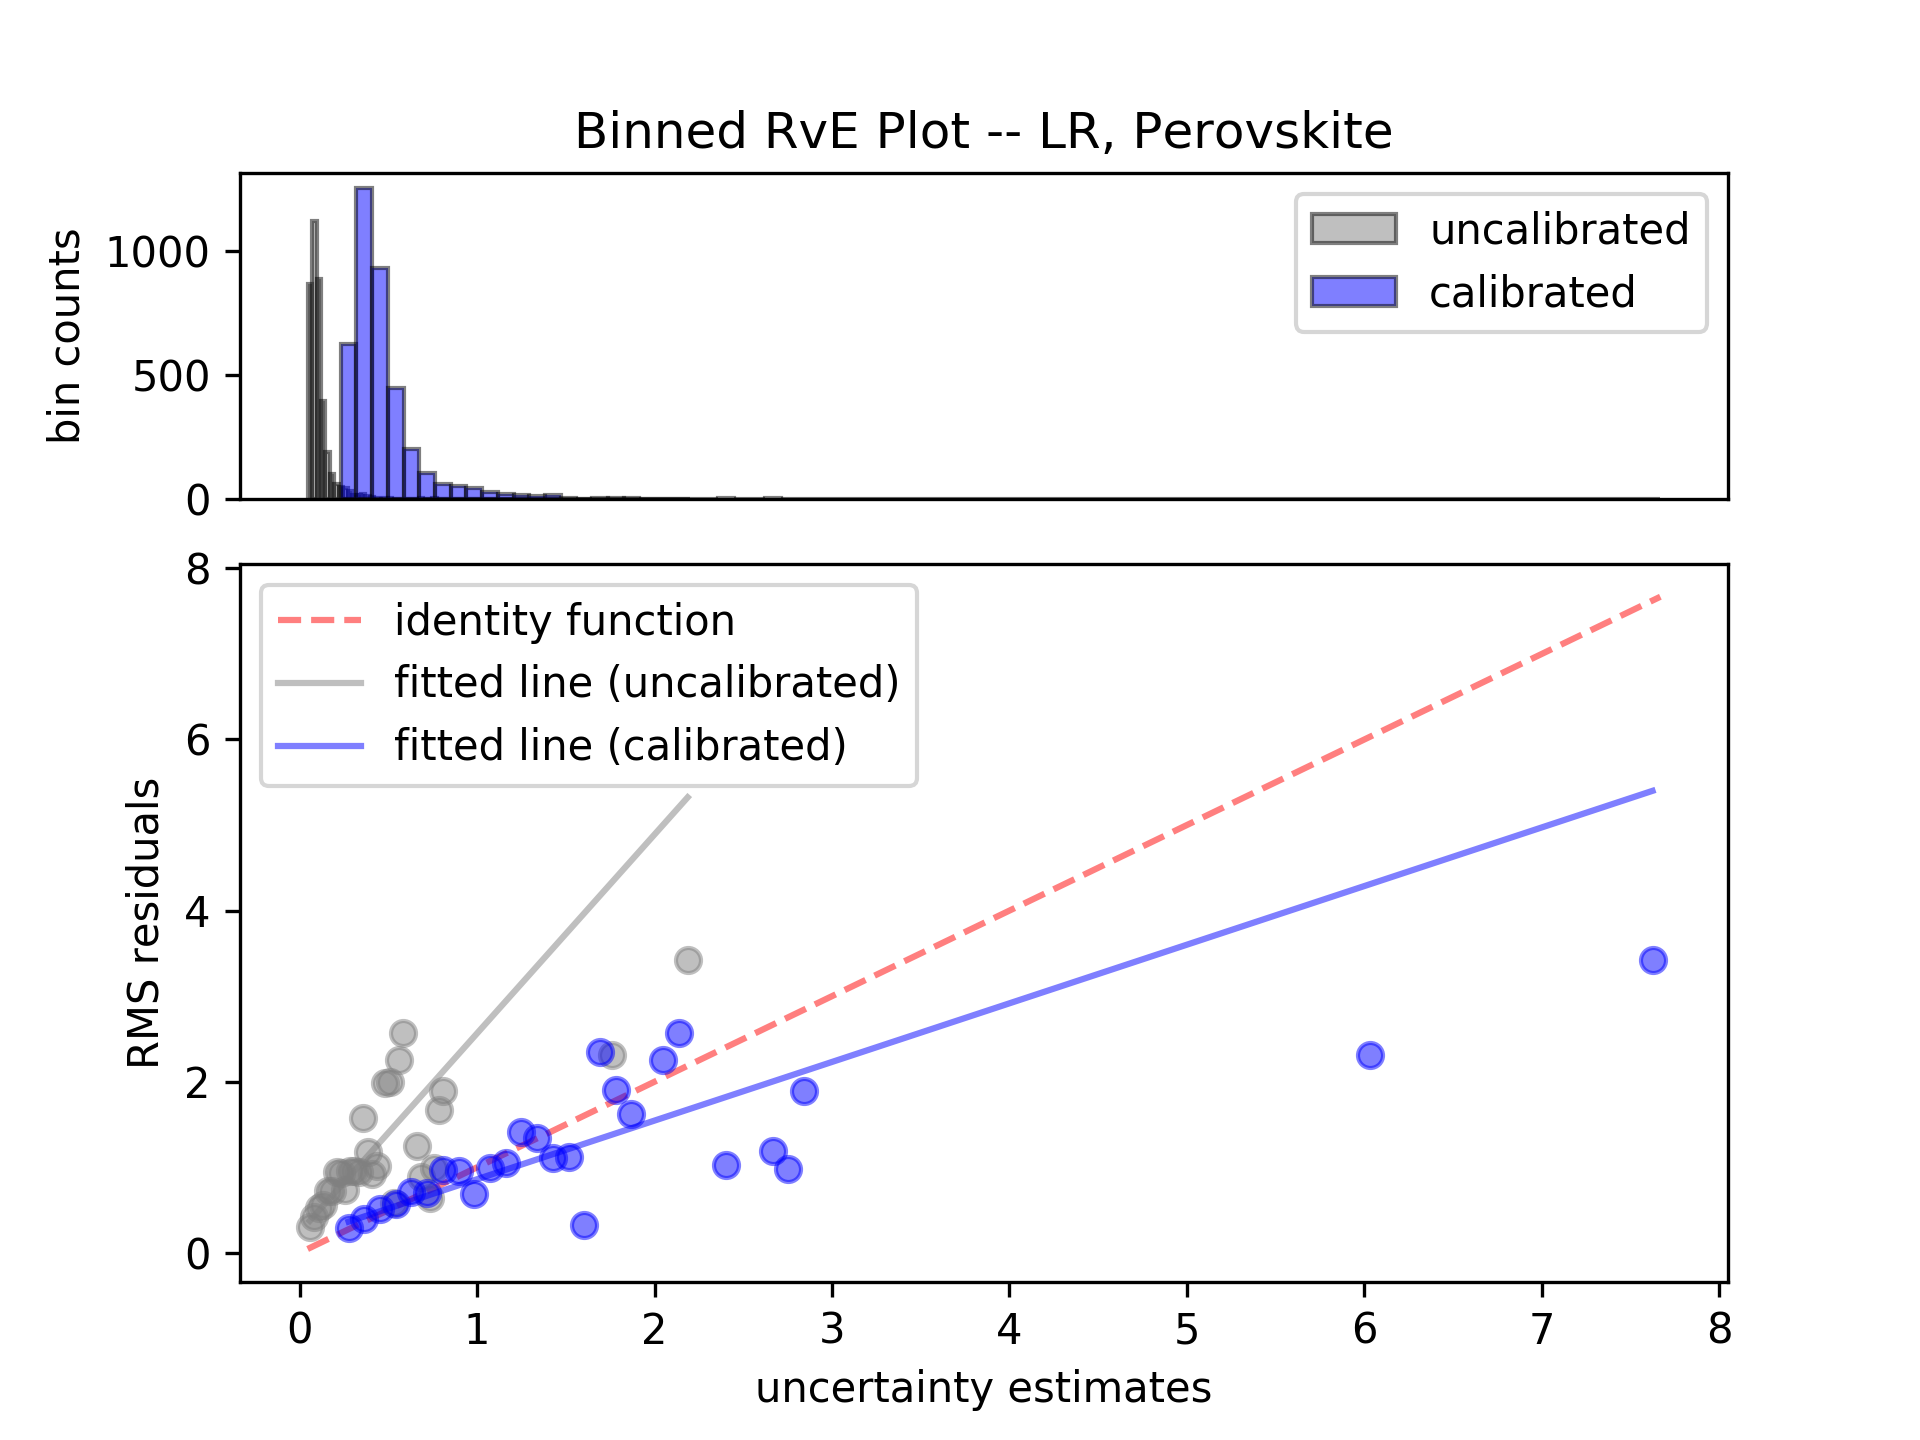 Binned RvE Plot -- LR, Perovskite
bin counts
1000
500
0
uncalibrated
calibrated
RMS residuals
8
6
4
2
0
identity function
fitted line (uncalibrated)
fitted line (calibrated)
0 1 2 3 4 5 6 7 8
uncertainty estimates